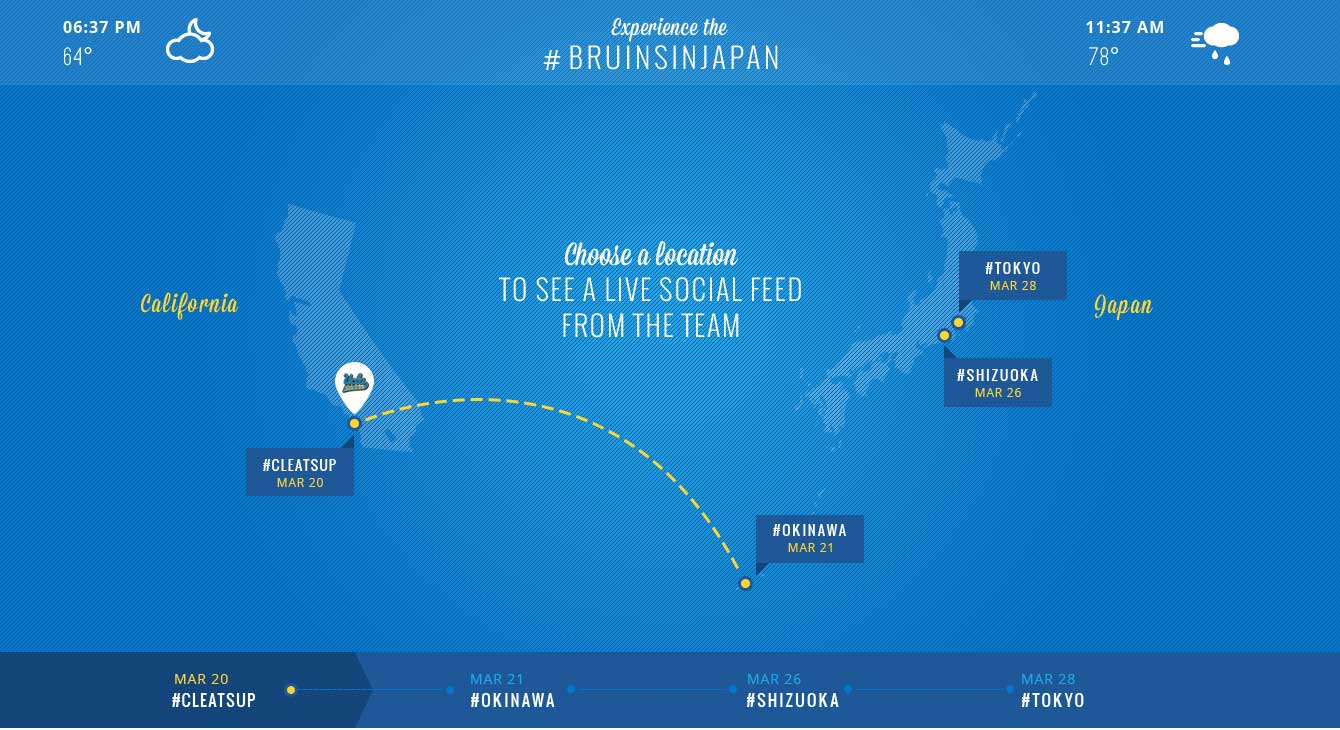 06:37 PM
64°
Experience the
# BRUINSINJAPAN
11:37 AM
78°
Choose a location
TO SEE A LIVE SOCIAL FEED
FROM THE TEAM
California
Japan
#TOKYO
MAR 28
#SHIZUOKA
MAR 26
#CLEATSUP
MAR 20
#OKINAWA
MAR 21
MAR 20
#CLEATSUP
MAR 21
#OKINAWA
MAR 26
#SHIZUOKA
MAR 28
#TOKYO